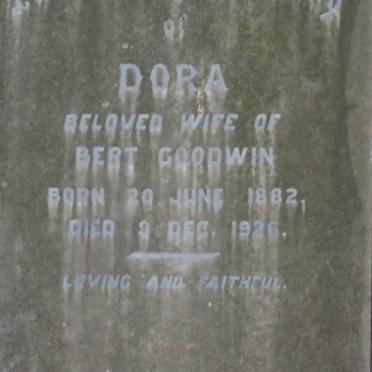 of
DORA
BELOVED WIFE OF
BERT GOODWIN
BORN 20 JUNE 1882.
DIED 9 DEC. 1926.
LOVING AND FAITHFUL.